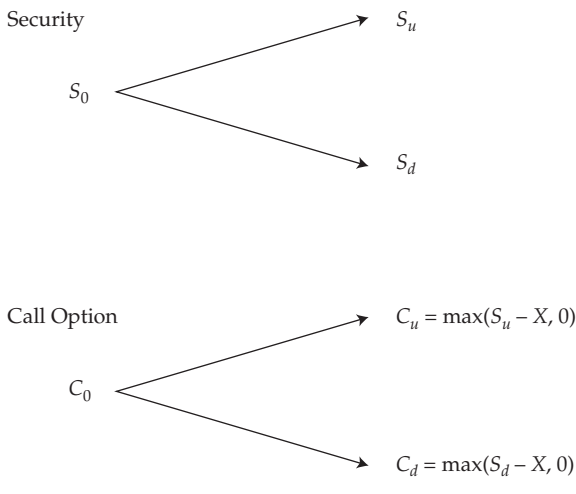 Security
S_u
S_0
S_d
Call Option
C_u = max(S_u – X, 0)
C_0
C_d = max(S_d – X, 0)